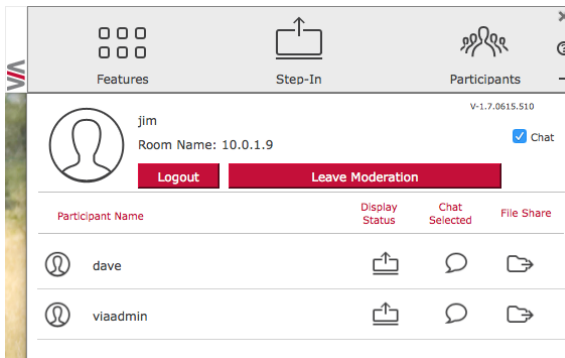 Features
Step-In
Participants
V-1.7.0615.510
jim
Room Name: 10.0.1.9
Chat
Logout
Leave Moderation
Participant Name
Display Status
Chat Selected
File Share
dave
viaadmin